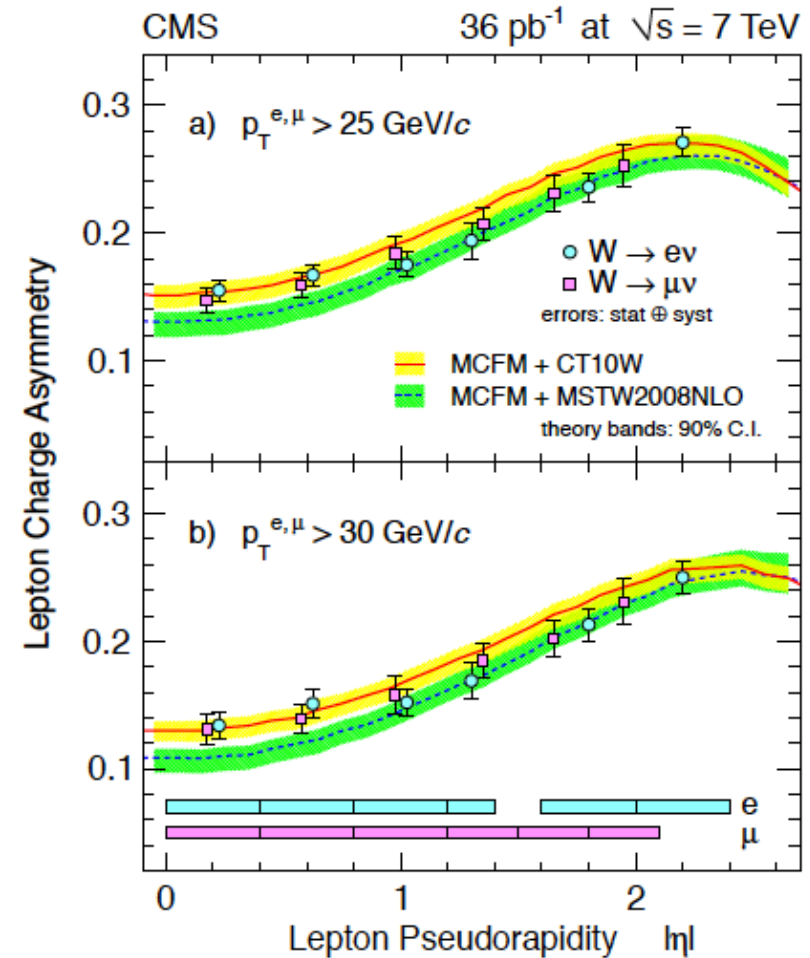 CMS 36 pb⁻¹ at √s = 7 TeV
0.3
a) p_T^{e, μ} > 25 GeV/c
0.2
W → eν
W → μν
errors: stat ⊕ syst
0.1
MCFM + CT10W
MCFM + MSTW2008NLO
theory bands: 90% C.I.
Lepton Charge Asymmetry
0.3
b) p_T^{e, μ} > 30 GeV/c
0.2
0.1
e
μ
0 1 2
Lepton Pseudorapidity |η|